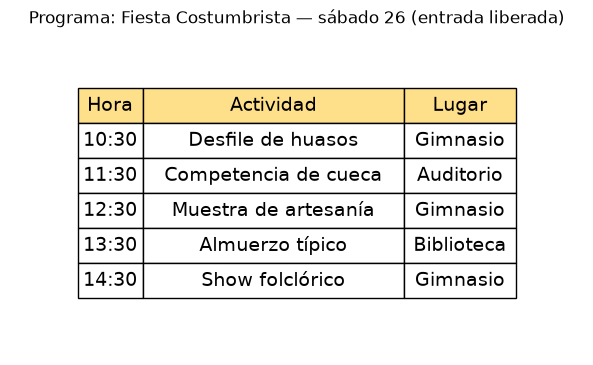 Programa: Fiesta Costumbrista — sábado 26 (entrada liberada)
Hora Actividad Lugar
10:30 Desfile de huasos Gimnasio
11:30 Competencia de cueca Auditorio
12:30 Muestra de artesanía Gimnasio
13:30 Almuerzo típico Biblioteca
14:30 Show folclórico Gimnasio